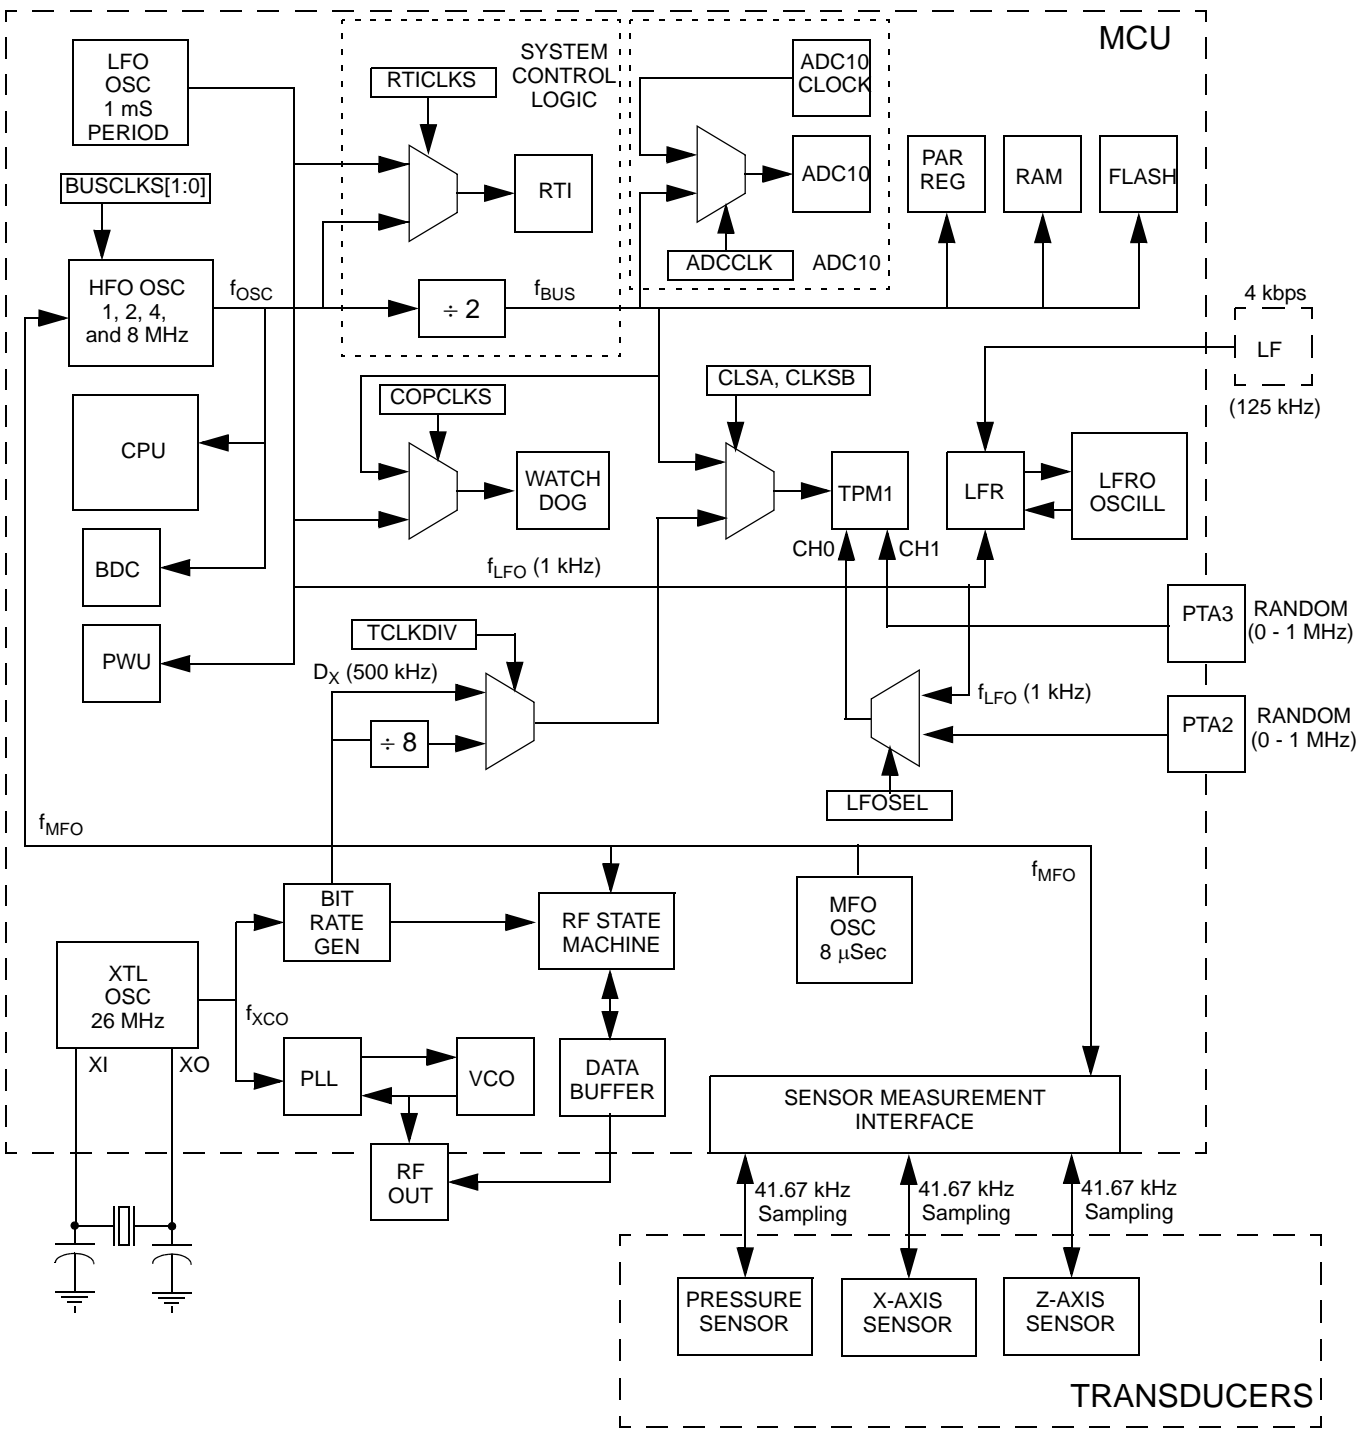 MCU
LFO
OSC
1 mS
PERIOD
SYSTEM
CONTROL
LOGIC
RTICLKS
RTI
ADC10
CLOCK
ADC10
ADCCLK
ADC10
PAR
REG
RAM
FLASH
BUSCLKS[1:0]
HFO OSC
1, 2, 4,
and 8 MHz
fOSC
÷ 2
fBUS
4 kbps
LF
(125 kHz)
CPU
COPCLKS
WATCH
DOG
CLSA, CLKSB
TPM1
CH0
CH1
LFR
LFRO
OSCILL
BDC
fLFO (1 kHz)
PWU
TCLKDIV
DX (500 kHz)
÷ 8
PTA3
RANDOM
(0 - 1 MHz)
fLFO (1 kHz)
PTA2
RANDOM
(0 - 1 MHz)
LFOSEL
fMFO
fMFO
BIT
RATE
GEN
RF STATE
MACHINE
MFO
OSC
8 μSec
XTL
OSC
26 MHz
fXCO
XI
XO
PLL
VCO
DATA
BUFFER
RF
OUT
SENSOR MEASUREMENT
INTERFACE
41.67 kHz
Sampling
41.67 kHz
Sampling
41.67 kHz
Sampling
PRESSURE
SENSOR
X-AXIS
SENSOR
Z-AXIS
SENSOR
TRANSDUCERS